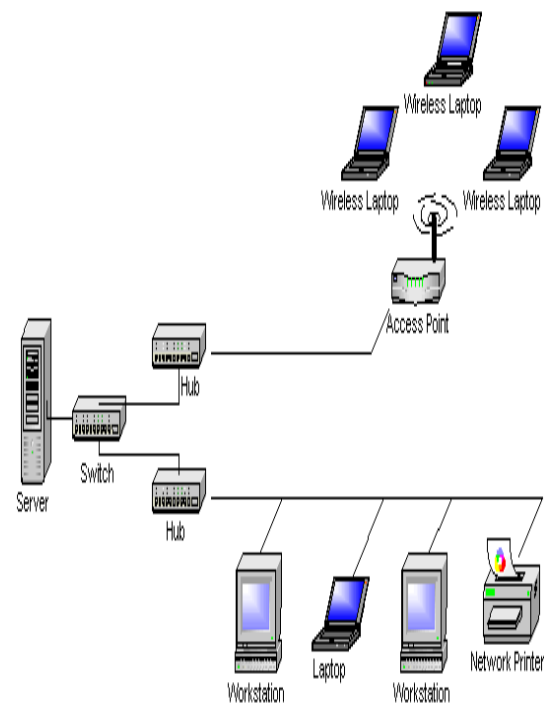 Wireless Laptop
Wireless Laptop
Wireless Laptop
Access Point
Hub
Switch
Server
Hub
Workstation
Laptop
Workstation
Network Printer